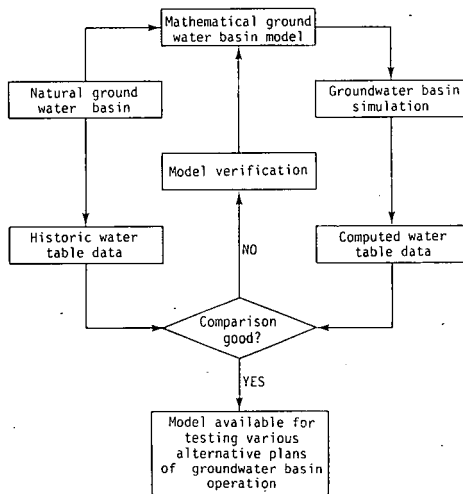 Mathematical ground
water basin model
Natural ground
water basin
Groundwater basin
simulation
Model verification
Historic water
table data
NO
Computed water
table data
Comparison
good?
YES
Model available for
testing various
alternative plans
of groundwater basin
operation